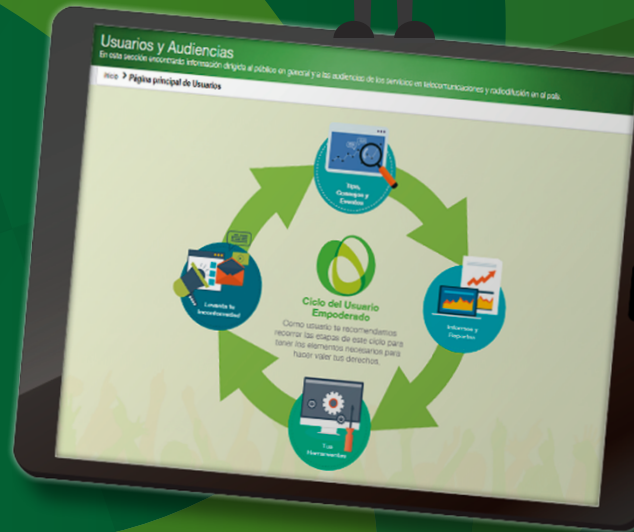 Usuarios y Audiencias
En esta sección encontrarás información dirigida al público en general y a las audiencias de los servicios en telecomunicaciones y radiodifusión en el país.
Inicio > Página principal de Usuarios
Tips,
Consejos y
Estudios
Levanta tu
Inconformidad
Informes y
Reportes
Ciclo del Usuario
Empoderado
Como usuario te recomendamos
recorrer las etapas de este ciclo para
tener los elementos necesarios para
hacer valer tus derechos.
Tus
Herramientas